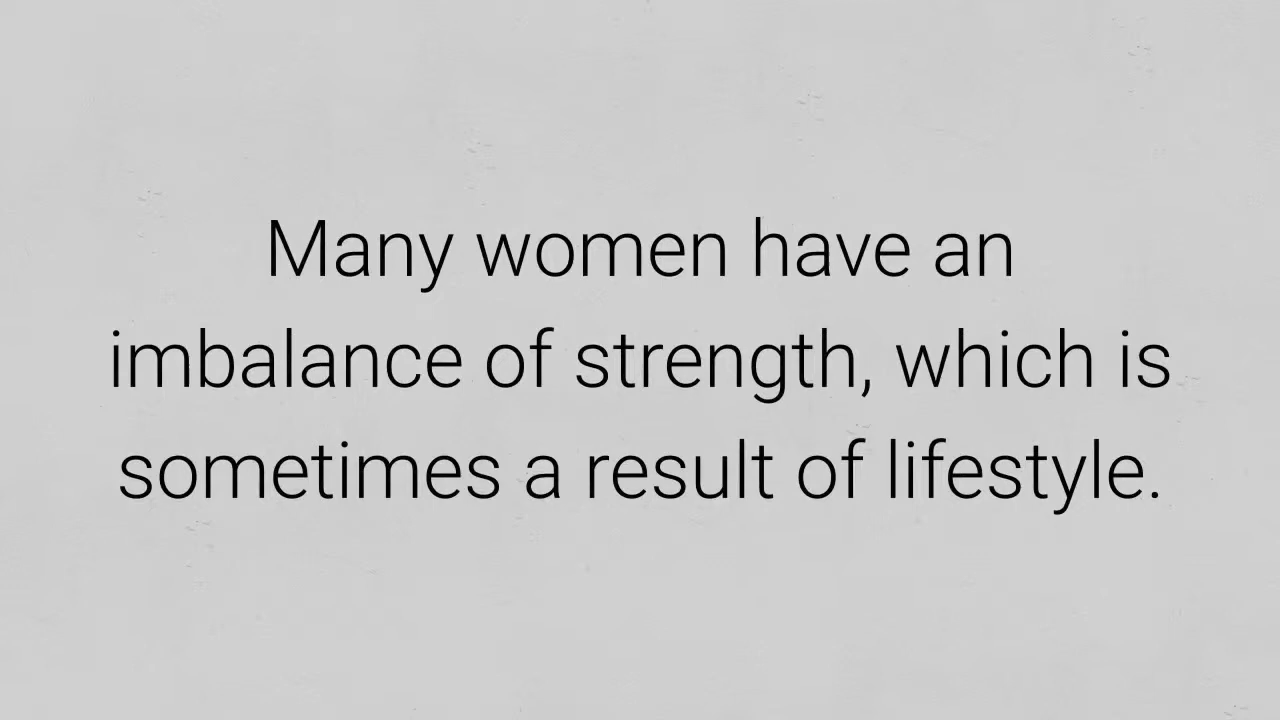 Many women have an
imbalance of strength, which is
sometimes a result of lifestyle.